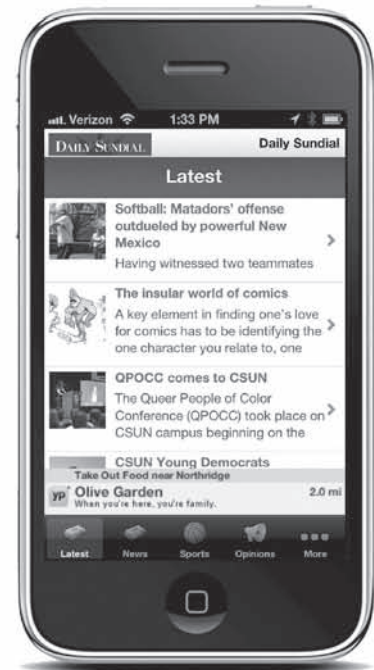 Verizon 1:33 PM
DAILY SUNDIAL Daily Sundial
Latest
Softball: Matadors' offense
outdueled by powerful New
Mexico
Having witnessed two teammates
The insular world of comics
A key element in finding one's love
for comics has to be identifying the
one character you relate to, one
QPOCC comes to CSUN
The Queer People of Color
Conference (QPOCC) took place on
CSUN campus beginning on the
CSUN Young Democrats
Take Out Food near Northridge
yp Olive Garden 2.0 mi
When you're here, you're family.
Latest News Sports Opinions More